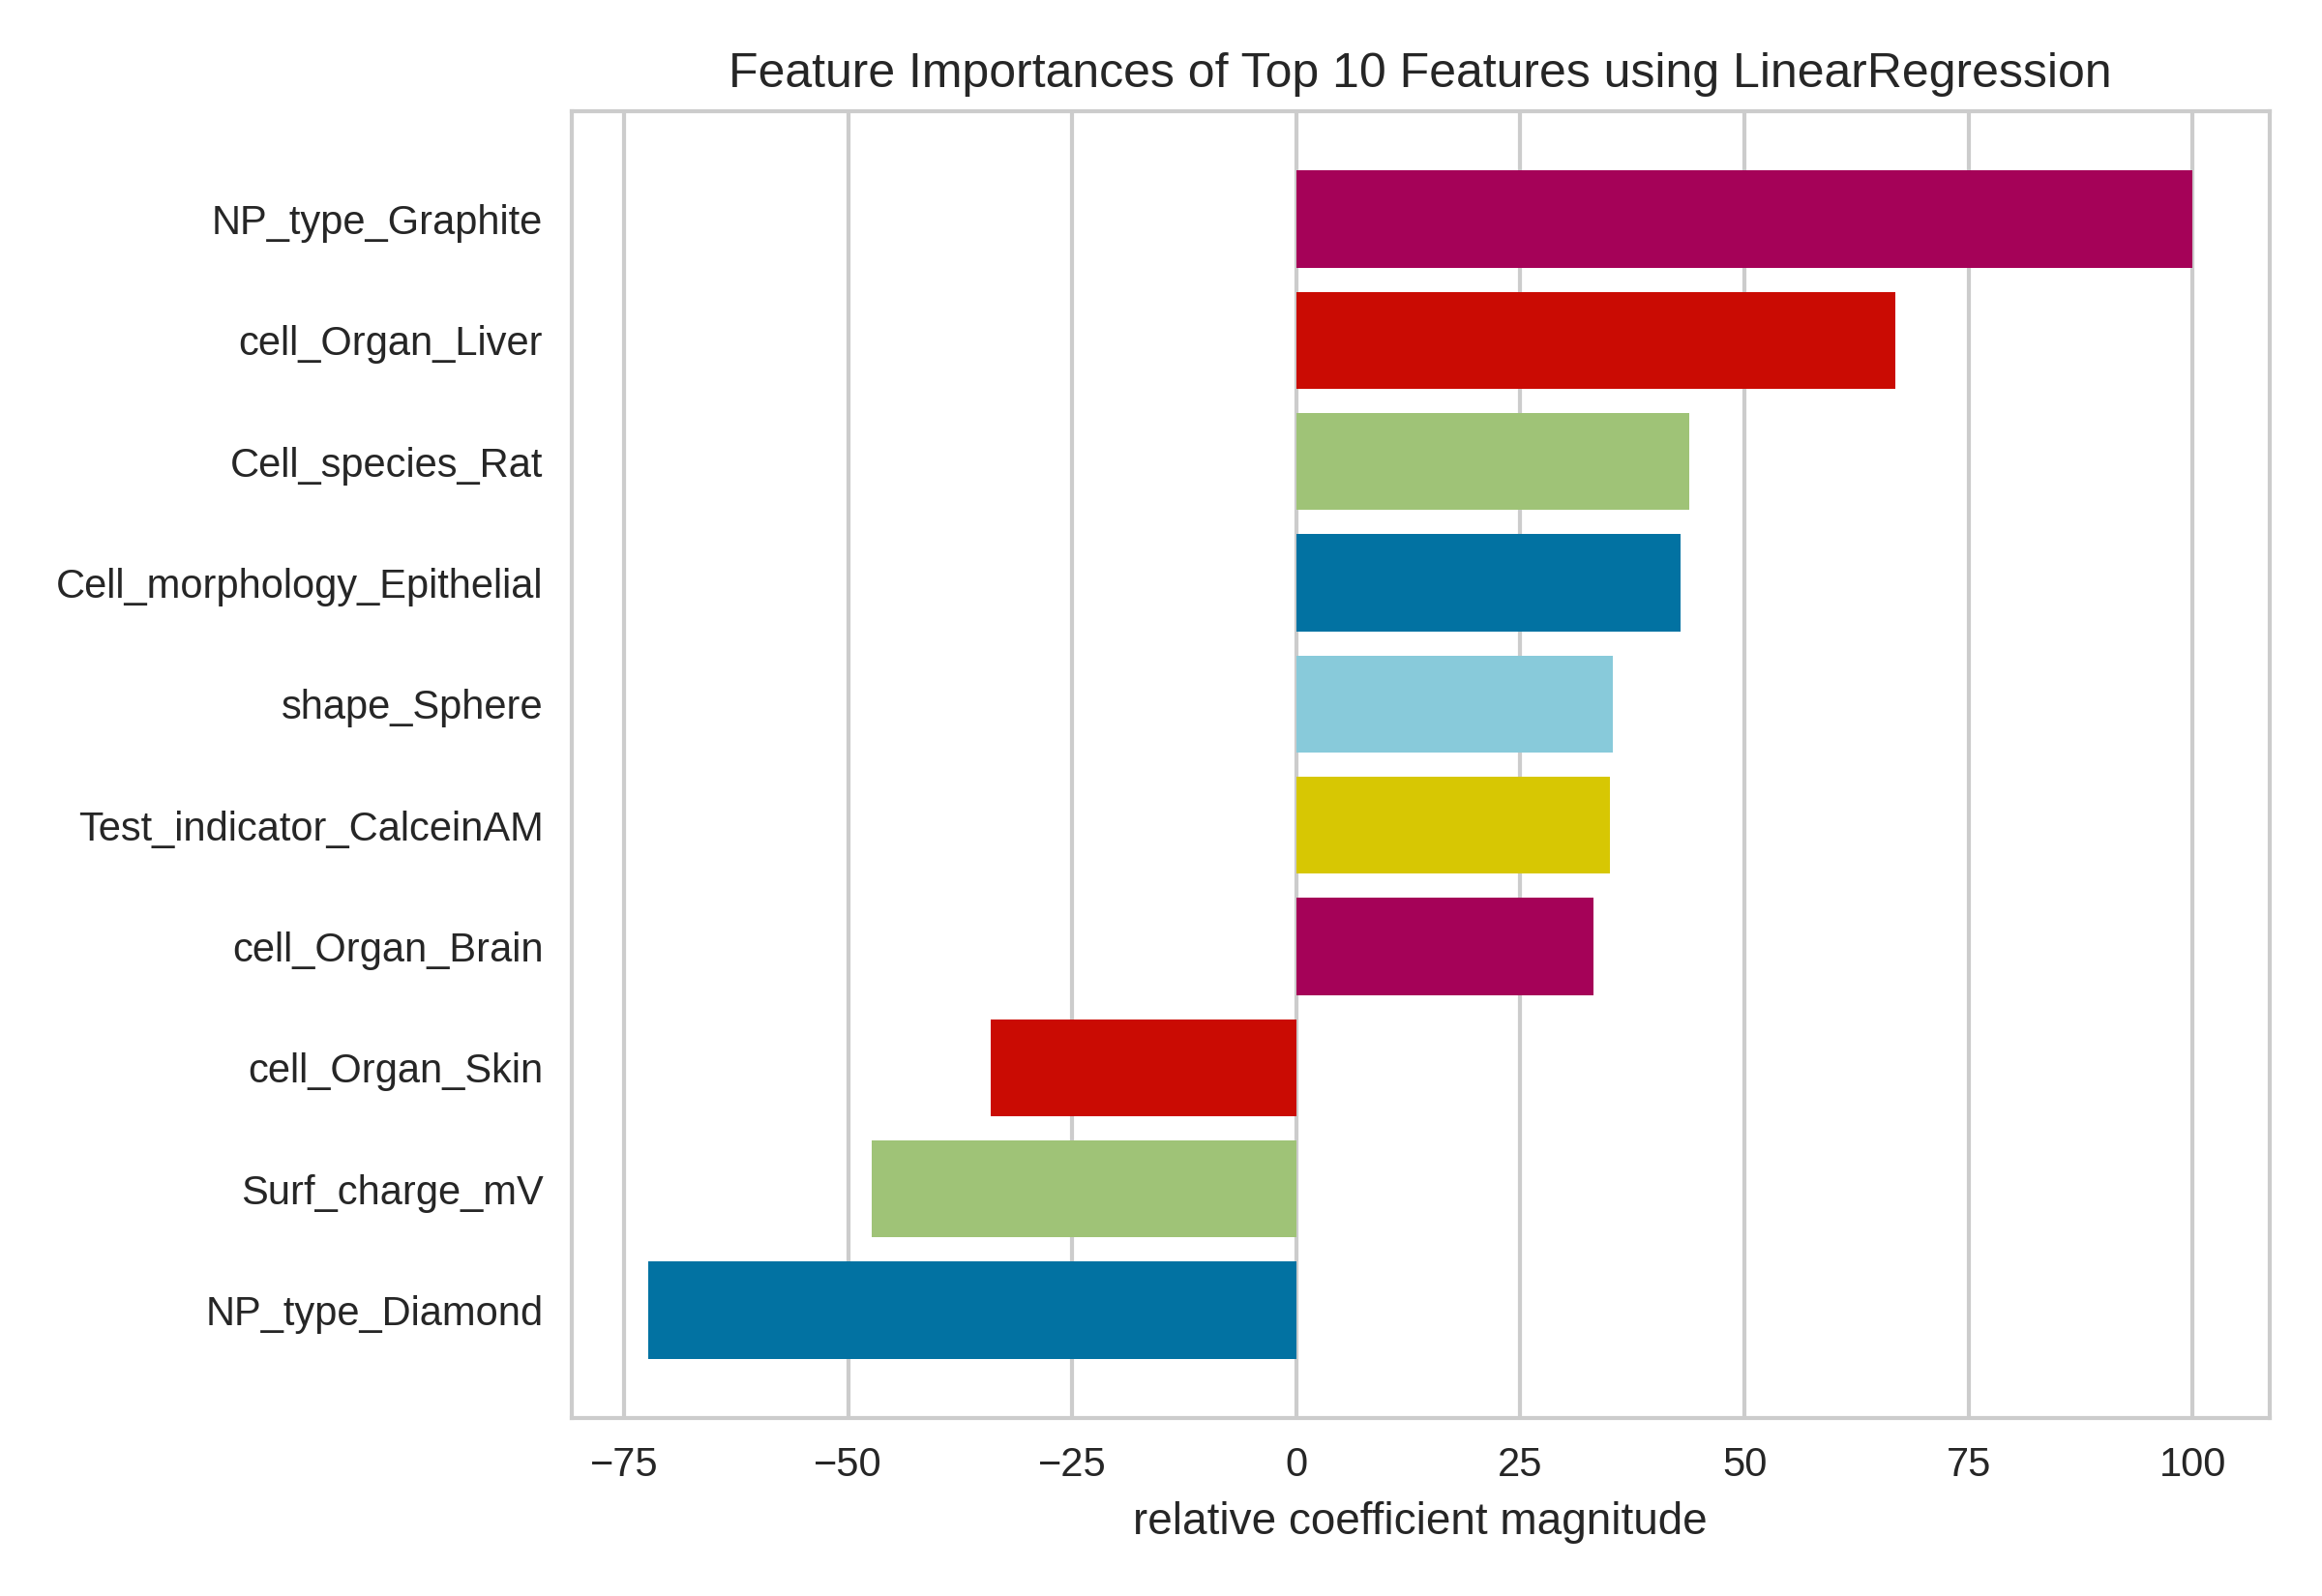 Feature Importances of Top 10 Features using LinearRegression
NP_type_Graphite
cell_Organ_Liver
Cell_species_Rat
Cell_morphology_Epithelial
shape_Sphere
Test_indicator_CalceinAM
cell_Organ_Brain
cell_Organ_Skin
Surf_charge_mV
NP_type_Diamond
−75 −50 −25 0 25 50 75 100
relative coefficient magnitude